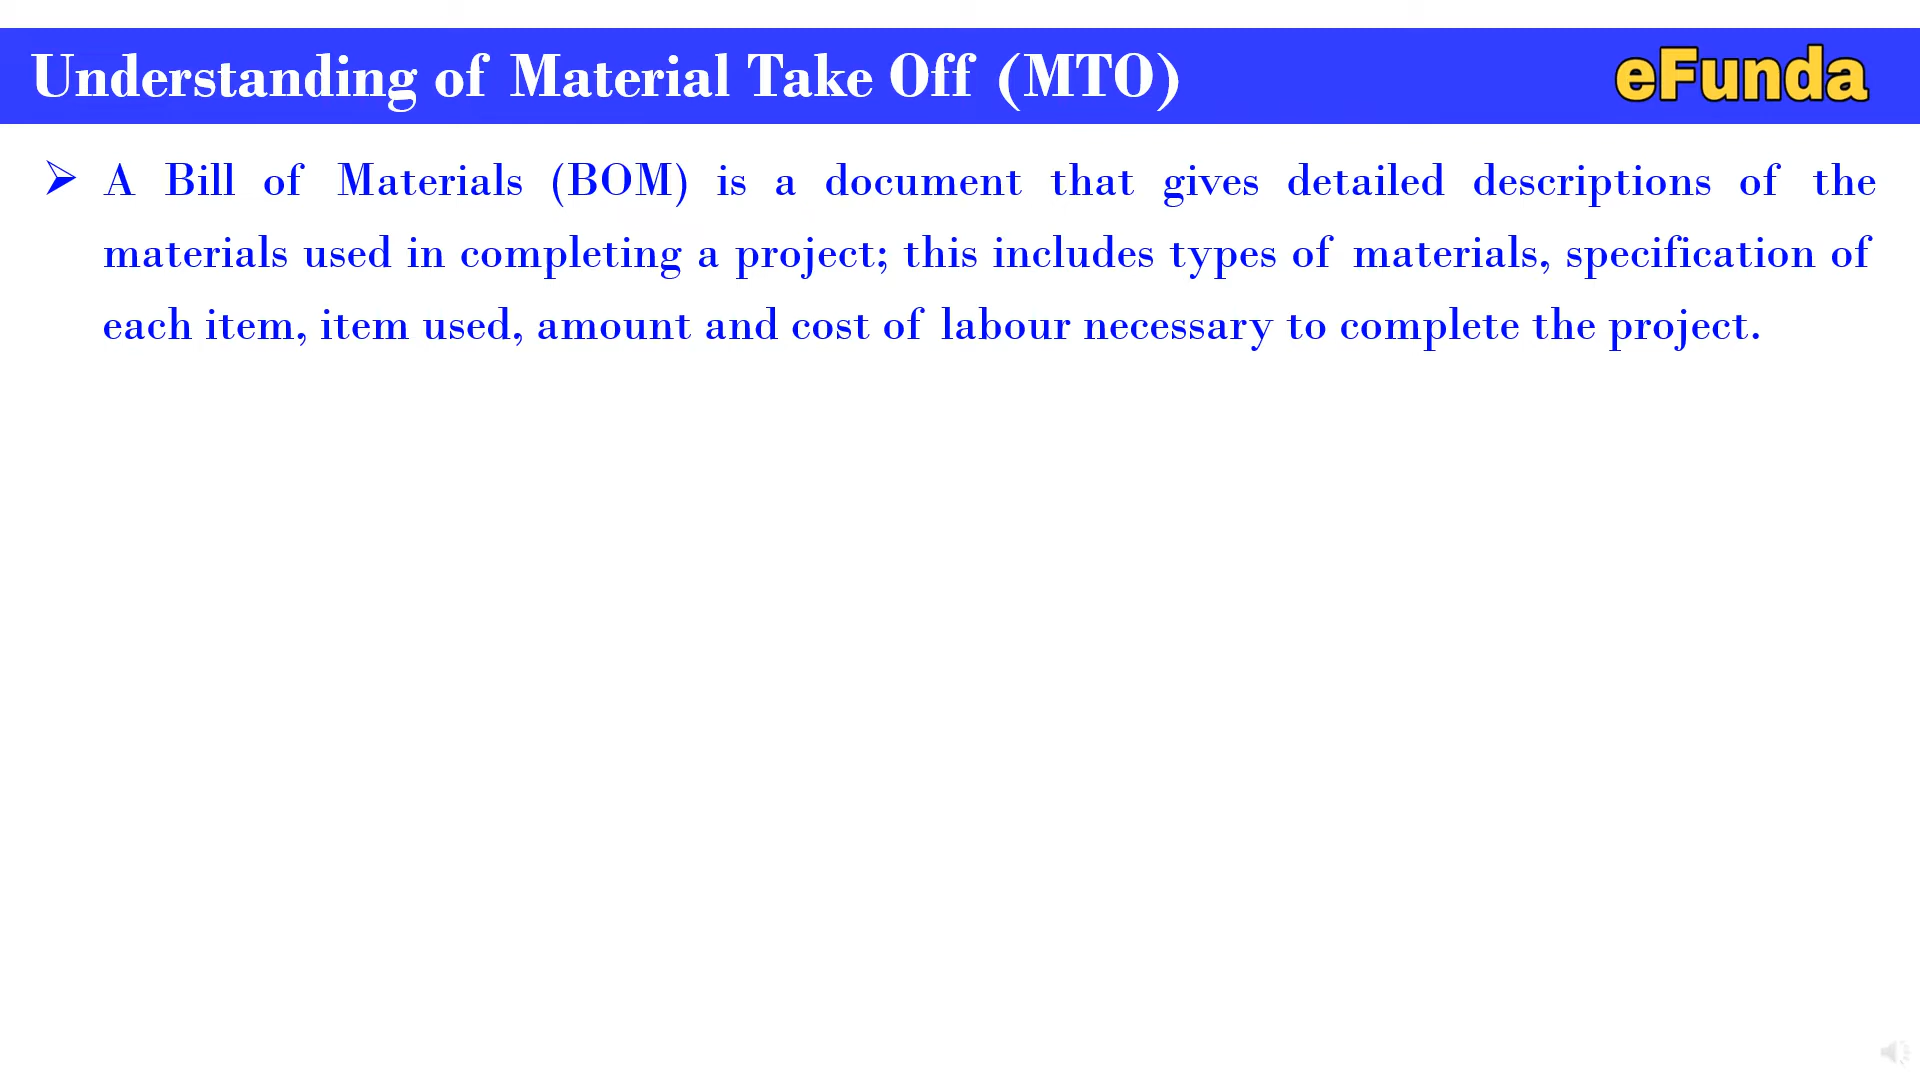 Understanding of Material Take Off (MTO)
eFunda
➢ A Bill of Materials (BOM) is a document that gives detailed descriptions of the
materials used in completing a project; this includes types of materials, specification of
each item, item used, amount and cost of labour necessary to complete the project.